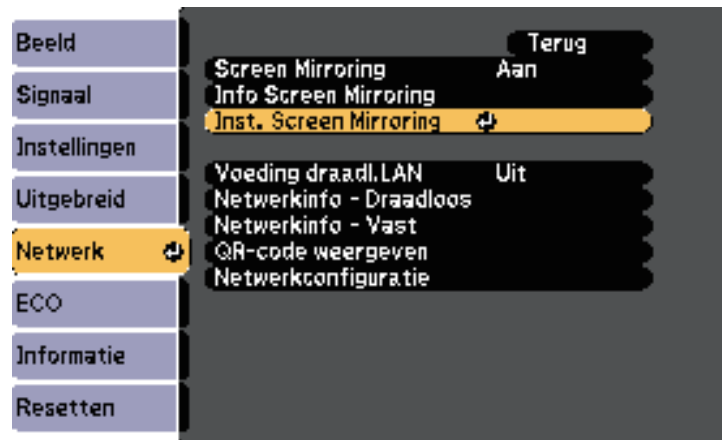 Beeld
Signaal
Instellingen
Uitgebreid
Netwerk
ECO
Informatie
Resetten
Terug
Screen Mirroring Aan
Info Screen Mirroring
Inst. Screen Mirroring
Voeding draadl.LAN Uit
Netwerkinfo - Draadloos
Netwerkinfo - Vast
QR-code weergeven
Netwerkconfiguratie